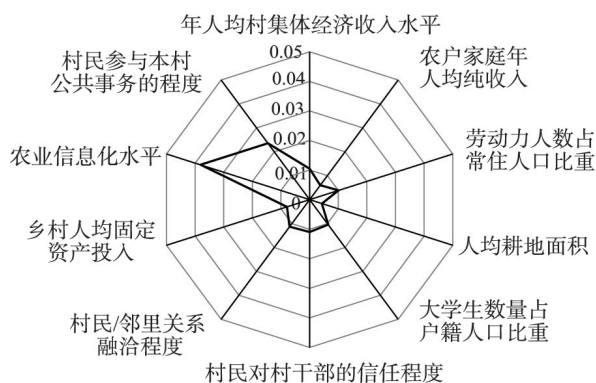 年人均村集体经济收入水平
农户家庭年
人均纯收入
劳动力人数占
常住人口比重
人均耕地面积
大学生数量占
户籍人口比重
村民对村干部的信任程度
村民/邻里关系
融洽程度
乡村人均固定
资产投入
农业信息化水平
村民参与本村
公共事务的程度
0.05
0.04
0.03
0.02
0.01
0